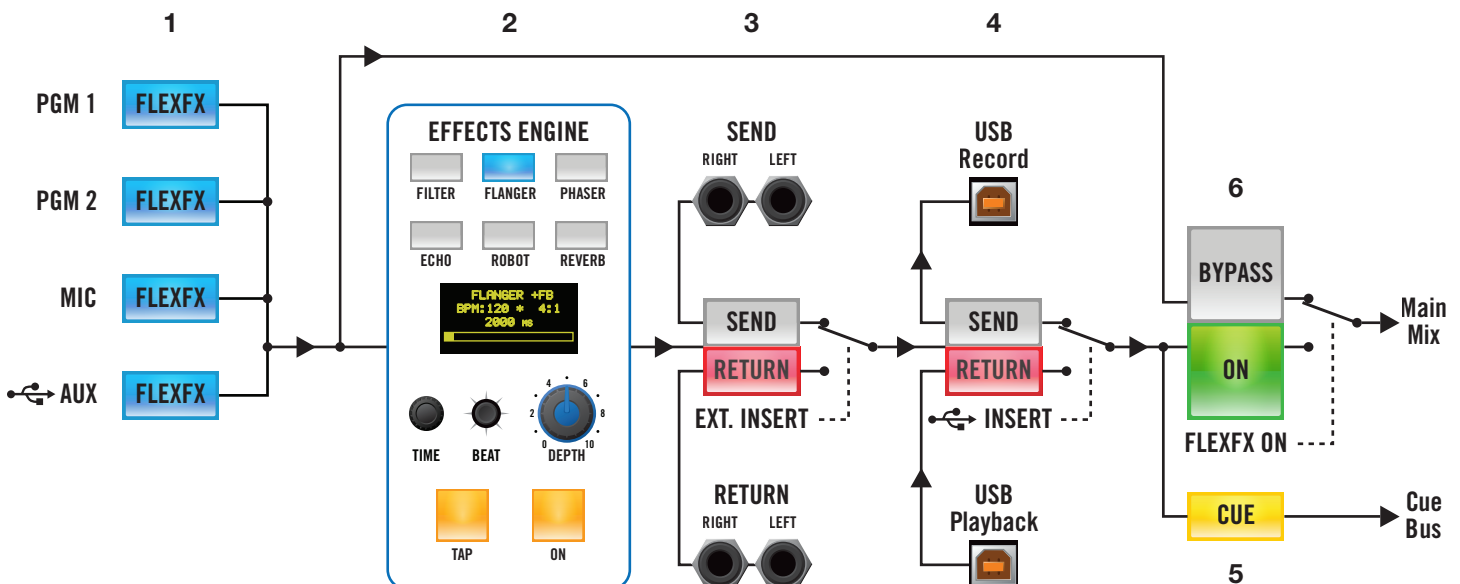 1
2
3
4
PGM 1
FLEXFX
PGM 2
FLEXFX
MIC
FLEXFX
AUX
FLEXFX
EFFECTS ENGINE
FILTER
FLANGER
PHASER
ECHO
ROBOT
REVERB
FLANGER +FB
BPM:120 * 4:1
2000 MS
0
2
4
6
8
10
TIME
BEAT
DEPTH
TAP
ON
SEND
RIGHT
LEFT
SEND
RETURN
EXT. INSERT
RETURN
RIGHT
LEFT
USB
Record
SEND
RETURN
INSERT
USB
Playback
6
BYPASS
ON
FLEXFX ON
Main
Mix
CUE
Cue
Bus
5